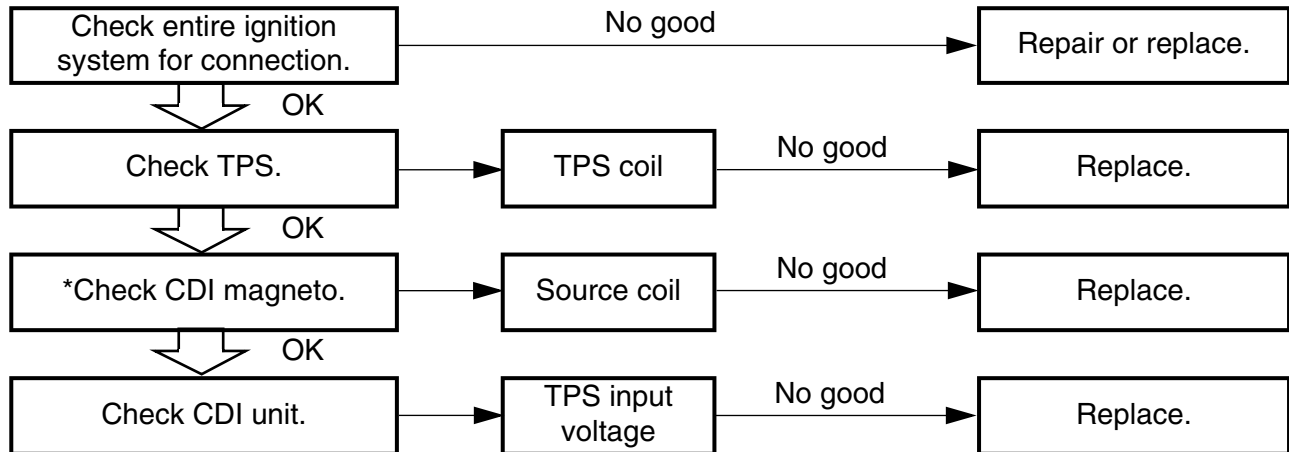 Check entire ignition
system for connection.
No good
Repair or replace.
OK
Check TPS.
TPS coil
No good
Replace.
OK
*Check CDI magneto.
Source coil
No good
Replace.
OK
Check CDI unit.
TPS input
voltage
No good
Replace.